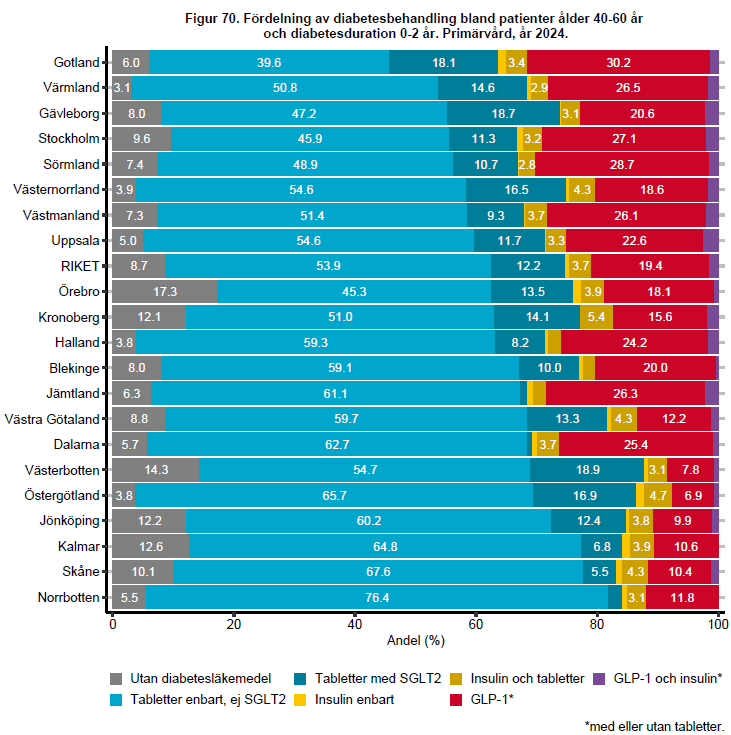 Figur 70. Fördelning av diabetesbehandling bland patienter ålder 40-60 år
och diabetesduration 0-2 år. Primärvård, år 2024.
Gotland 6.0 39.6 18.1 3.4 30.2
Värmland 3.1 50.8 14.6 2.9 26.5
Gävleborg 8.0 47.2 18.7 3.1 20.6
Stockholm 9.6 45.9 11.3 3.2 27.1
Sörmland 7.4 48.9 10.7 2.8 28.7
Västernorrland 3.9 54.6 16.5 4.3 18.6
Västmanland 7.3 51.4 9.3 3.7 26.1
Uppsala 5.0 54.6 11.7 3.3 22.6
RIKET 8.7 53.9 12.2 3.7 19.4
Örebro 17.3 45.3 13.5 3.9 18.1
Kronoberg 12.1 51.0 14.1 5.4 15.6
Halland 3.8 59.3 8.2 24.2
Blekinge 8.0 59.1 10.0 20.0
Jämtland 6.3 61.1 26.3
Västra Götaland 8.8 59.7 13.3 4.3 12.2
Dalarna 5.7 62.7 3.7 25.4
Västerbotten 14.3 54.7 18.9 3.1 7.8
Östergötland 3.8 65.7 16.9 4.7 6.9
Jönköping 12.2 60.2 12.4 3.8 9.9
Kalmar 12.6 64.8 6.8 3.9 10.6
Skåne 10.1 67.6 5.5 4.3 10.4
Norrbotten 5.5 76.4 3.1 11.8
0 20 40 60 80 100
Andel (%)
Utan diabetesläkemedel Tabletter med SGLT2 Insulin och tabletter GLP-1 och insulin*
Tabletter enbart, ej SGLT2 Insulin enbart GLP-1*
*med eller utan tabletter.